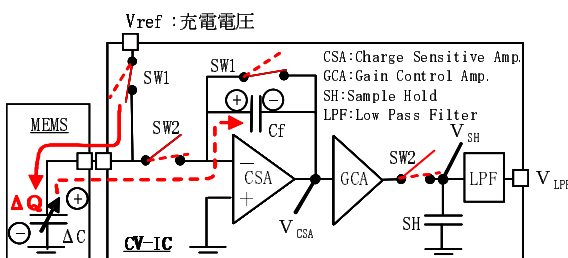 Vref :充電電圧
CSA:Charge Sensitive Amp.
GCA:Gain Control Amp.
SH:Sample Hold
LPF:Low Pass Filter
SW1
SW1
MEMS
SW2
+
−
Cf
VSH
SW2
−
CSA
+
GCA
LPF
VLPF
ΔQ
+
−
ΔC
VCSA
SH
CV-IC